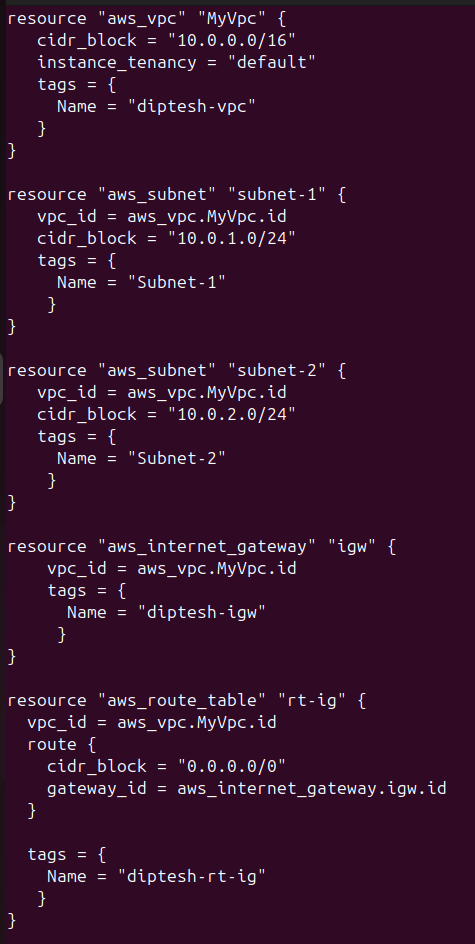 resource "aws_vpc" "MyVpc" {
   cidr_block = "10.0.0.0/16"
   instance_tenancy = "default"
   tags = {
     Name = "diptesh-vpc"
   }
}

resource "aws_subnet" "subnet-1" {
   vpc_id = aws_vpc.MyVpc.id
   cidr_block = "10.0.1.0/24"
   tags = {
     Name = "Subnet-1"
    }
}

resource "aws_subnet" "subnet-2" {
   vpc_id = aws_vpc.MyVpc.id
   cidr_block = "10.0.2.0/24"
   tags = {
     Name = "Subnet-2"
    }
}

resource "aws_internet_gateway" "igw" {
    vpc_id = aws_vpc.MyVpc.id
    tags = {
      Name = "diptesh-igw"
     }
}

resource "aws_route_table" "rt-ig" {
  vpc_id = aws_vpc.MyVpc.id
  route {
    cidr_block = "0.0.0.0/0"
    gateway_id = aws_internet_gateway.igw.id
  }

  tags = {
    Name = "diptesh-rt-ig"
   }
}